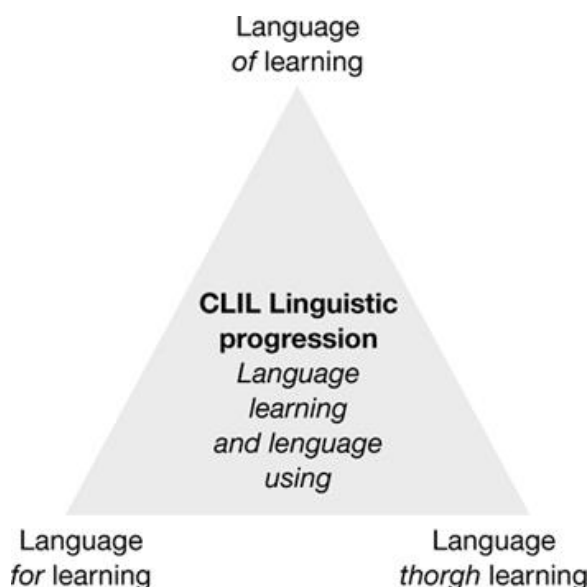 Language
of learning
CLIL Linguistic
progression
Language
learning
and lenguage
using
Language
for learning
Language
thorgh learning